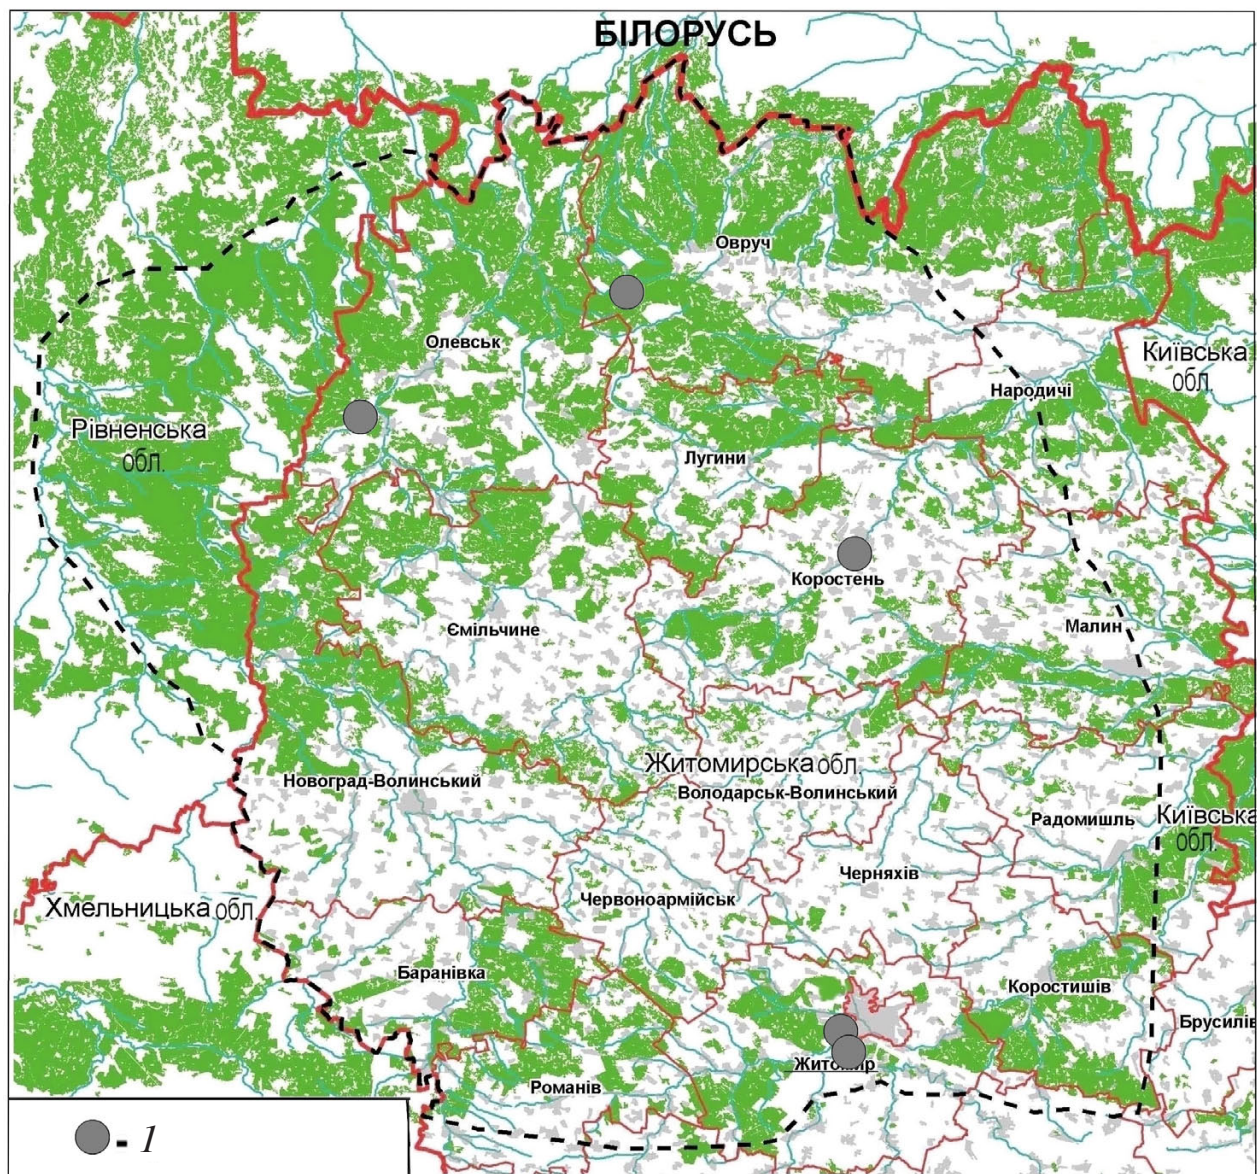 БІЛОРУСЬ
Овруч
Олевськ
Київська
обл.
Народичі
Рівненська
обл.
Лугини
Коростень
Ємільчине
Малин
Житомирська обл.
Новоград-Волинський
Володарськ-Волинський
Радомишль
Київська
обл.
Черняхів
Червоноармійськ
Хмельницька обл.
Баранівка
Коростишів
Брусилів
Житомир
Романів
- 1